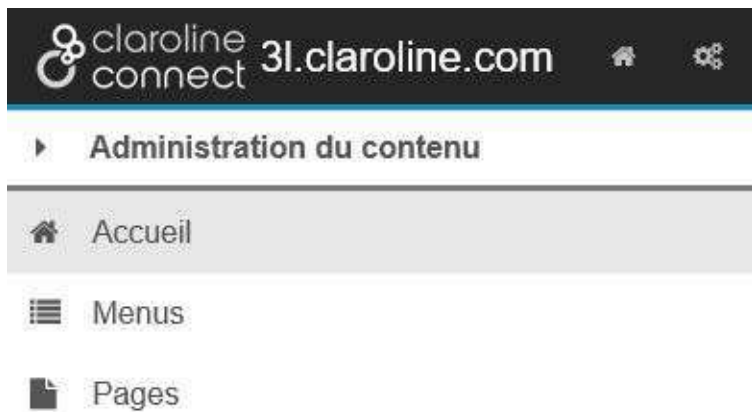 claroline
connect 3l.claroline.com
Administration du contenu
Accueil
Menus
Pages